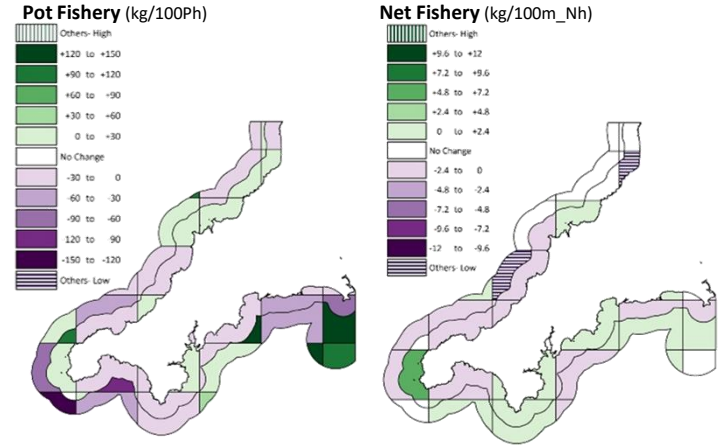 Pot Fishery (kg/100Ph)
Others- High
+120 to +150
+90 to +120
+60 to +90
+30 to +60
0 to +30
No Change
-30 to 0
-60 to -30
-90 to -60
120 to 90
-150 to -120
Others- Low
Net Fishery (kg/100m_Nh)
Others- High
+9.6 to +12
+7.2 to +9.6
+4.8 to +7.2
+2.4 to +4.8
0 to +2.4
No Change
-2.4 to 0
-4.8 to -2.4
-7.2 to -4.8
-9.6 to -7.2
-12 to -9.6
Others- Low